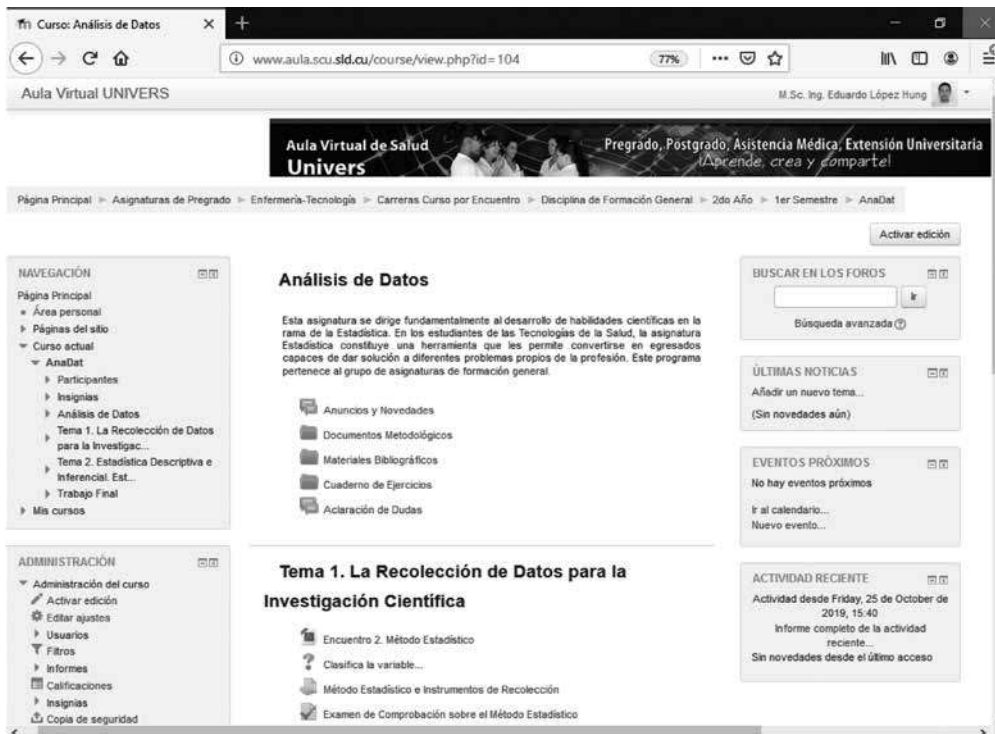 Curso: Análisis de Datos
www.aula.scu.sld.cu/course/view.php?id=104
77%
Aula Virtual UNIVERS
M.Sc. Ing. Eduardo López Hung
Aula Virtual de Salud
Univers
Pregrado, Postgrado, Asistencia Médica, Extensión Universitaria
¡Aprende, crea y comparte!
Página Principal Asignaturas de Pregrado Enfermería-Tecnología Carreras Curso por Encuentro Disciplina de Formación General 2do Año 1er Semestre AnaDat
Activar edición
NAVEGACIÓN
Página Principal
Área personal
Páginas del sitio
Curso actual
AnaDat
Participantes
Insignias
Análisis de Datos
Tema 1. La Recolección de Datos
para la Investigac...
Tema 2. Estadística Descriptiva e
Inferencial. Est...
Trabajo Final
Mis cursos
ADMINISTRACIÓN
Administración del curso
Activar edición
Editar ajustes
Usuarios
Filtros
Informes
Calificaciones
Insignias
Copia de seguridad
Análisis de Datos
Esta asignatura se dirige fundamentalmente al desarrollo de habilidades científicas en la
rama de la Estadística. En los estudiantes de las Tecnologías de la Salud, la asignatura
Estadística constituye una herramienta que les permite convertirse en egresados
capaces de dar solución a diferentes problemas propios de la profesión. Este programa
pertenece al grupo de asignaturas de formación general.
Anuncios y Novedades
Documentos Metodológicos
Materiales Bibliográficos
Cuaderno de Ejercicios
Aclaración de Dudas
Tema 1. La Recolección de Datos para la
Investigación Científica
Encuentro 2. Método Estadístico
Clasifica la variable...
Método Estadístico e Instrumentos de Recolección
Examen de Comprobación sobre el Método Estadístico
BUSCAR EN LOS FOROS
Ir
Búsqueda avanzada
ÚLTIMAS NOTICIAS
Añadir un nuevo tema...
(Sin novedades aún)
EVENTOS PRÓXIMOS
No hay eventos próximos
Ir al calendario...
Nuevo evento...
ACTIVIDAD RECIENTE
Actividad desde Friday, 25 de October de
2019, 15:40
Informe completo de la actividad
reciente...
Sin novedades desde el último acceso